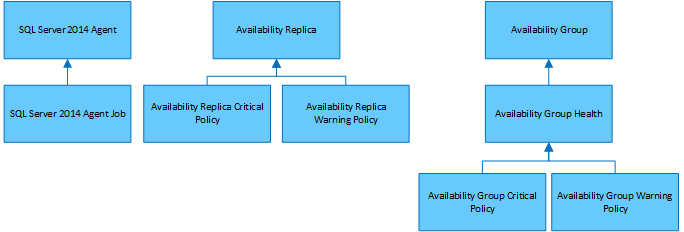 SQL Server 2014 Agent
Availability Replica
Availability Group
SQL Server 2014 Agent Job
Availability Replica Critical
Policy
Availability Replica
Warning Policy
Availability Group Health
Availability Group Critical
Policy
Availability Group Warning
Policy